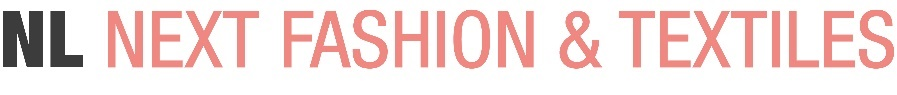 NL NEXT FASHION & TEXTILES